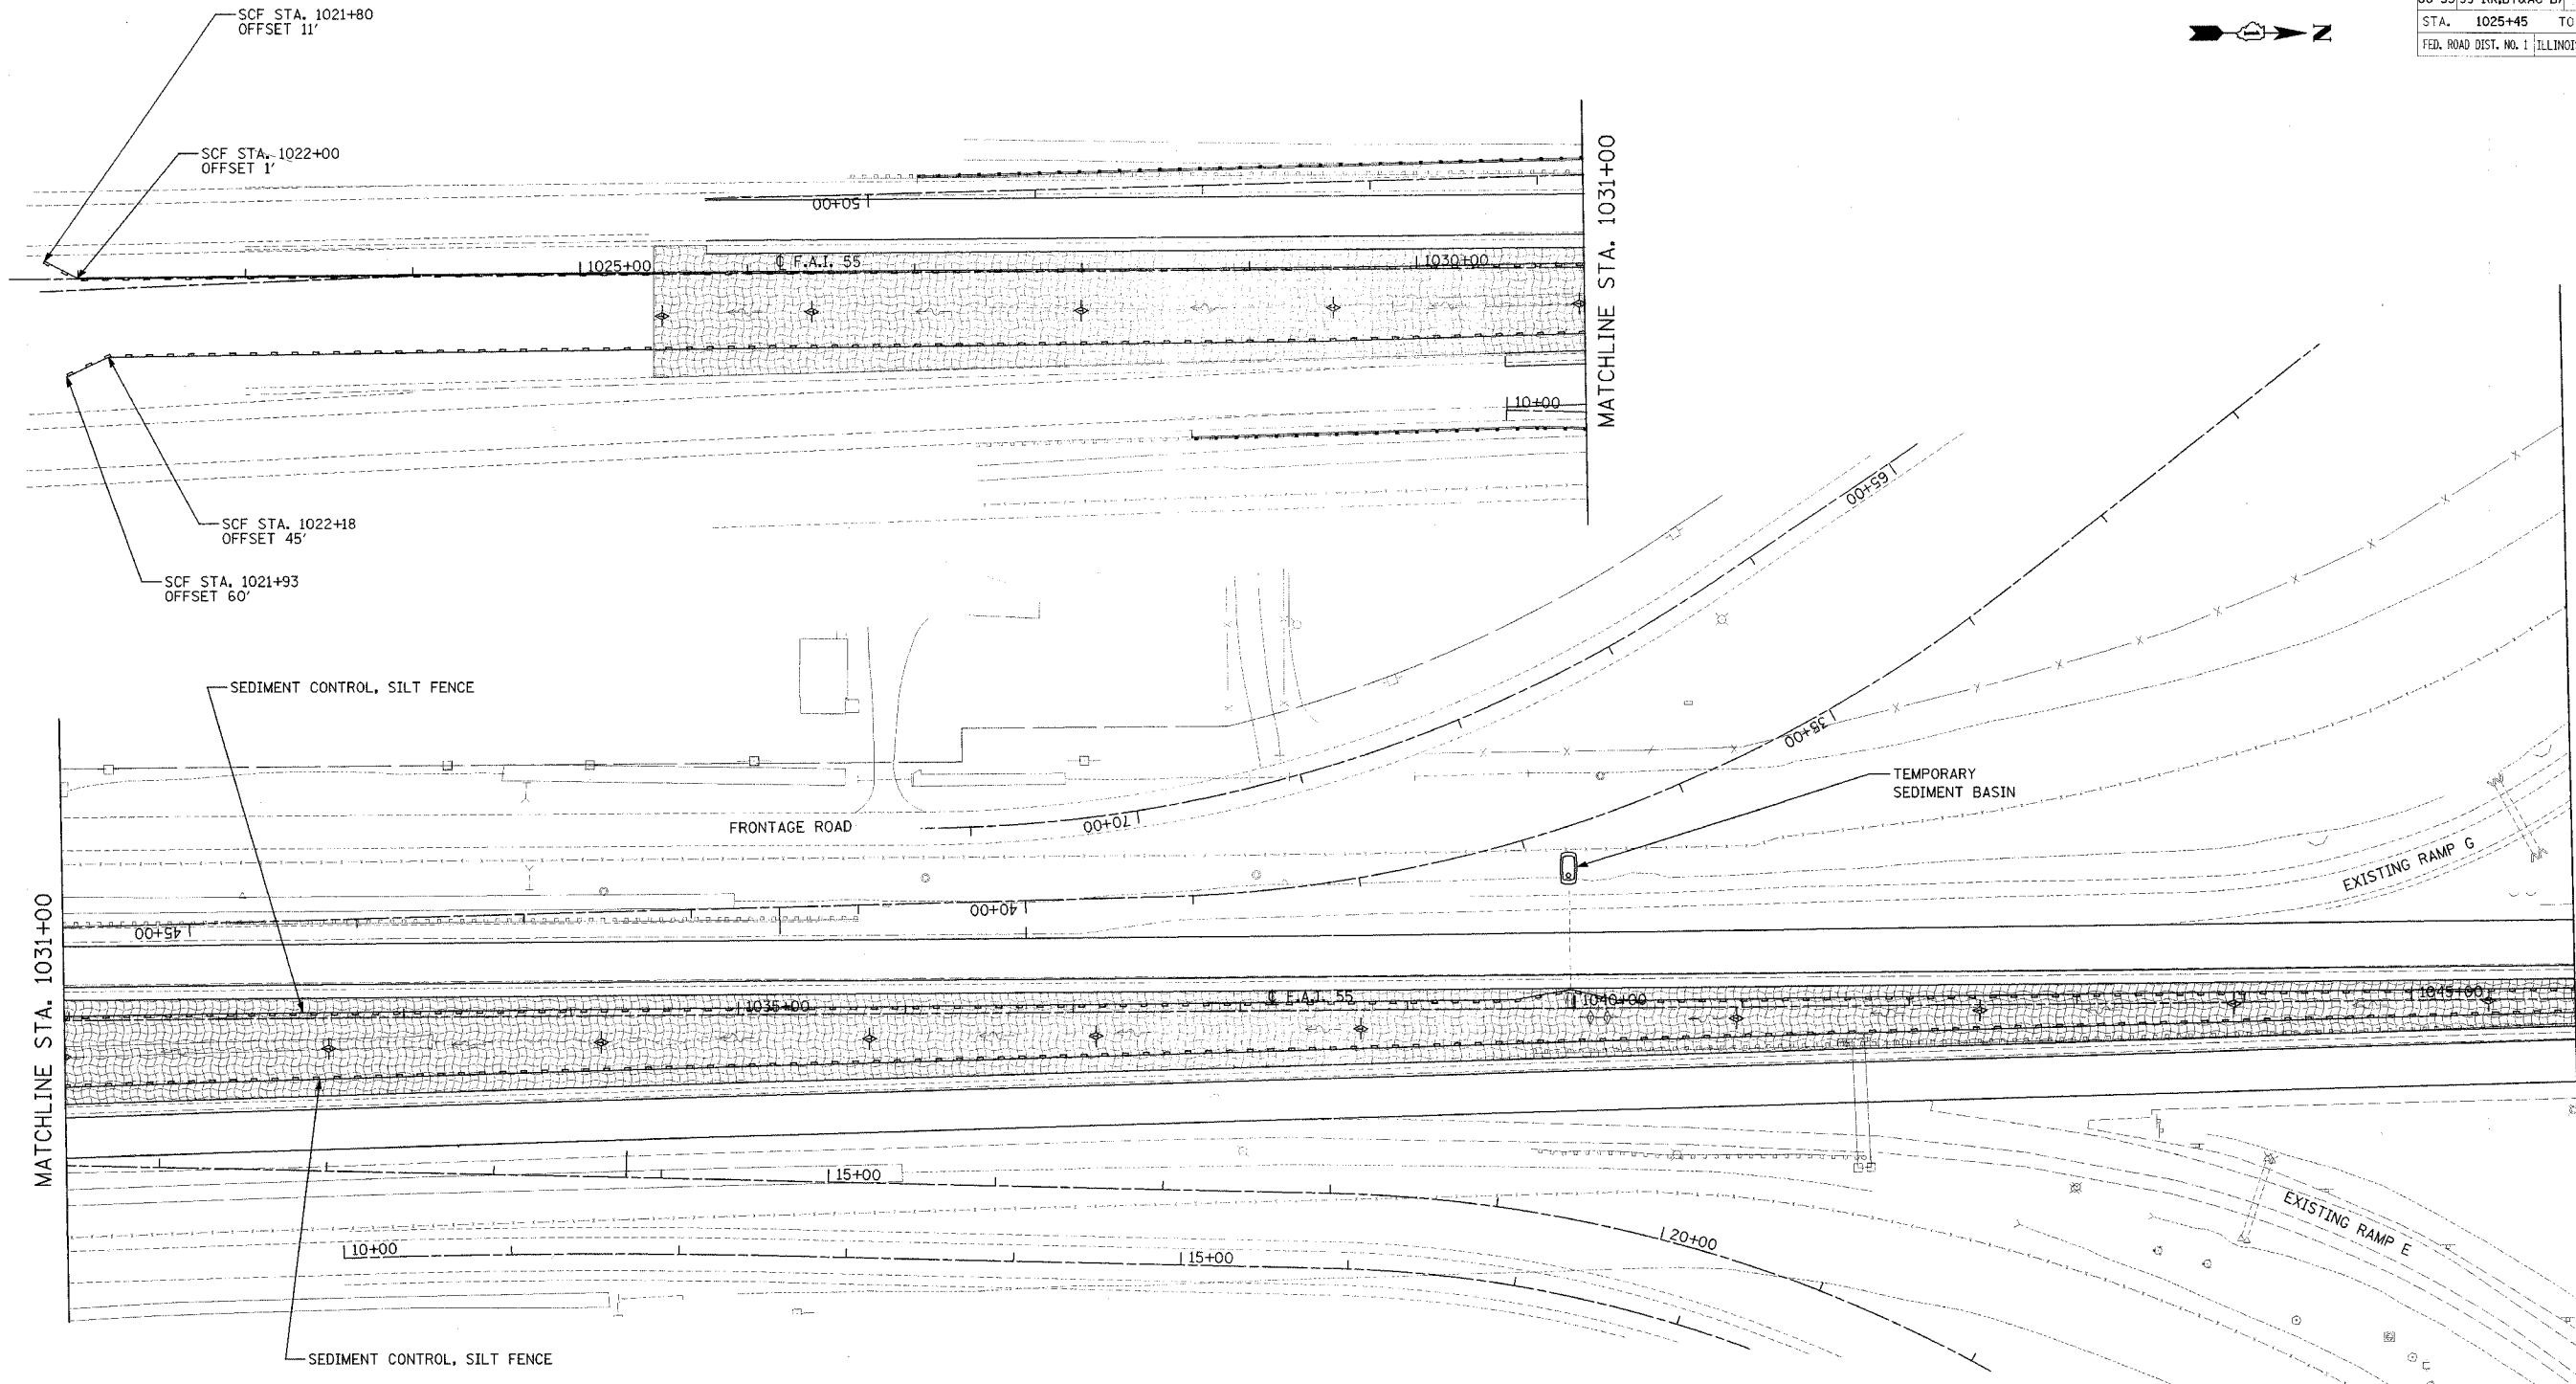 SCF STA. 1021+80
OFFSET 11'
STA. 1025+45 TO
FED. ROAD DIST. NO. 1 ILLINOIS
N
SCF STA. 1022+00
OFFSET 1'
MATCHLINE STA. 1031+00
50+00
1025+00
℄ F.A.I. 55
1030+00
10+00
SCF STA. 1022+18
OFFSET 45'
SCF STA. 1021+93
OFFSET 60'
65+00
SEDIMENT CONTROL, SILT FENCE
35+00
TEMPORARY
SEDIMENT BASIN
FRONTAGE ROAD
70+00
EXISTING RAMP G
40+00
45+00
MATCHLINE STA. 1031+00
1035+00
℄ F.A.I. 55
1040+00
1045+00
15+00
EXISTING RAMP E
20+00
10+00
15+00
SEDIMENT CONTROL, SILT FENCE